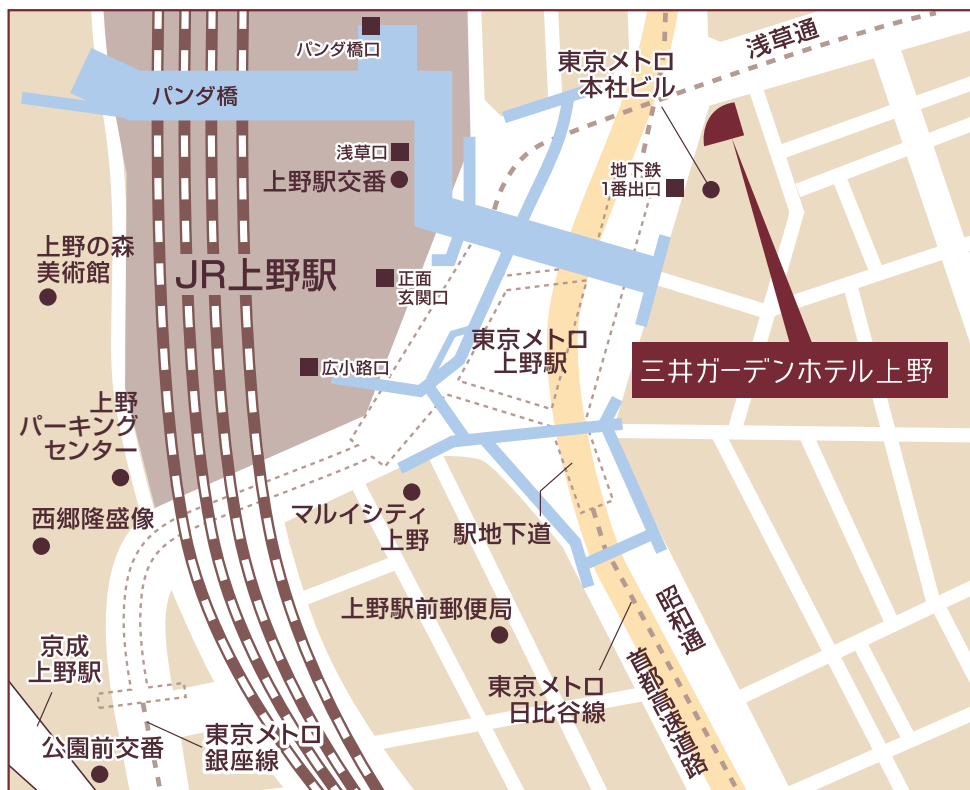 パンダ橋口
浅草通
東京メトロ
本社ビル
パンダ橋
浅草口
上野駅交番
地下鉄
1番出口
上野の森
美術館
JR上野駅
正面
玄関口
東京メトロ
上野駅
広小路口
三井ガーデンホテル上野
上野
パーキング
センター
西郷隆盛像
マルイシティ
上野
駅地下道
上野駅前郵便局
昭和通
京成
上野駅
首都高速道路
東京メトロ
日比谷線
公園前交番
東京メトロ
銀座線